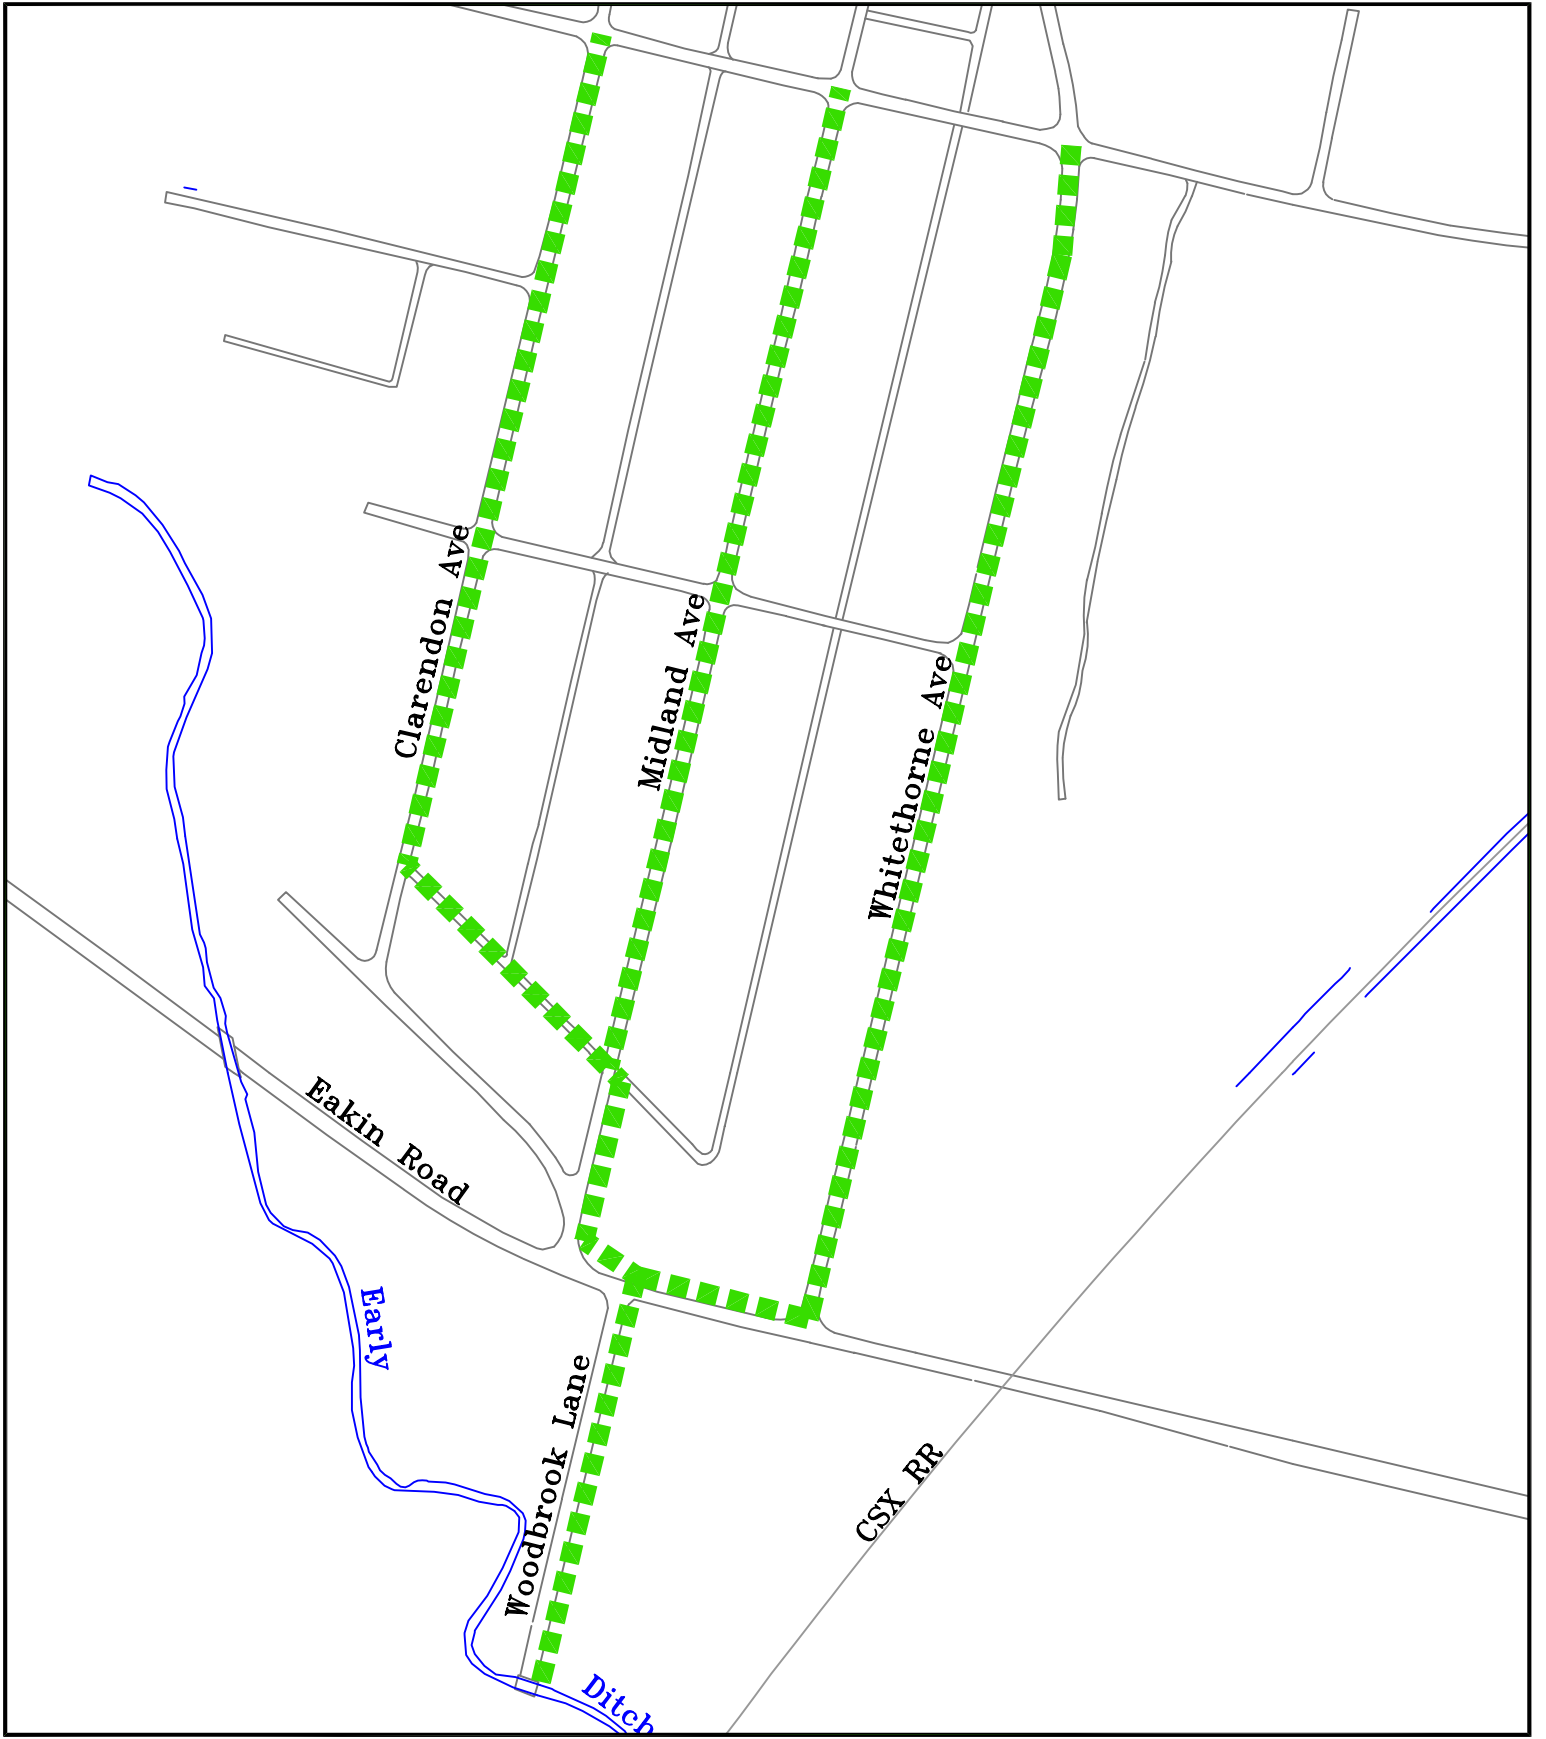 Clarendon Ave
Midland Ave
Whitethorne Ave
Eakin Road
Early
Woodbrook Lane
CSX RR
Ditch